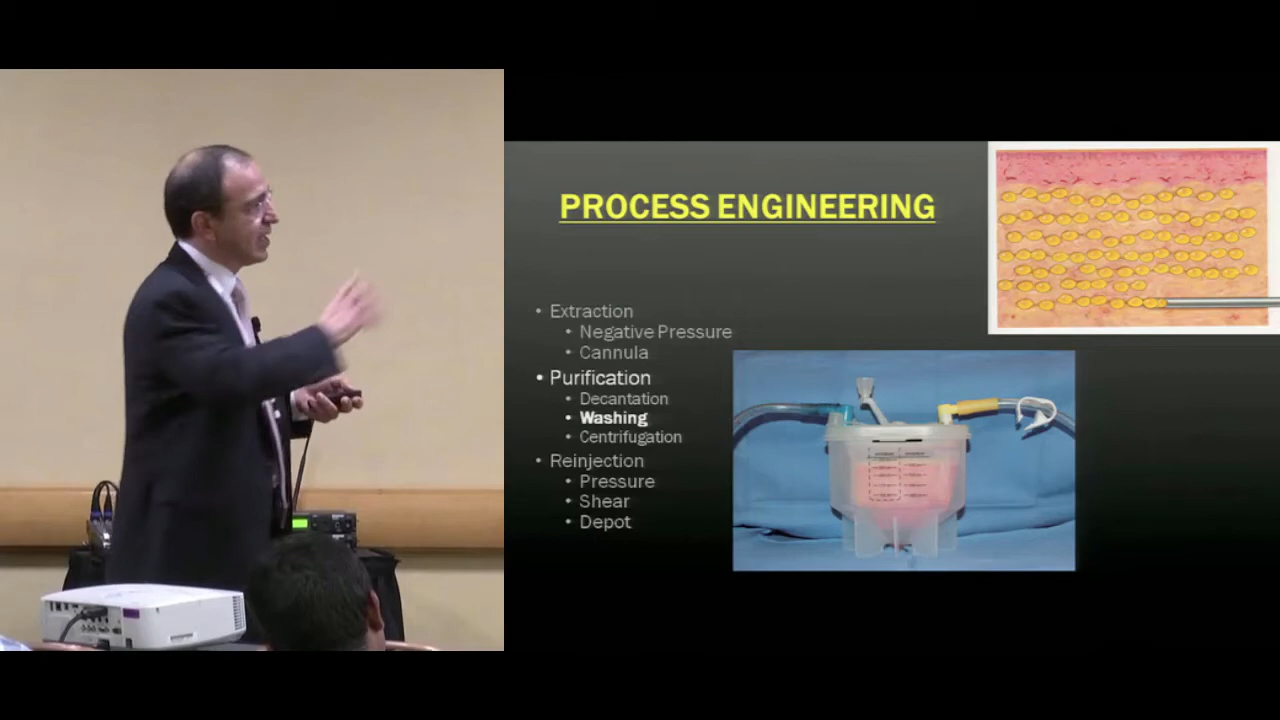 PROCESS ENGINEERING
• Extraction
• Negative Pressure
• Cannula
• Purification
• Decantation
• Washing
• Centrifugation
• Reinjection
• Pressure
• Shear
• Depot